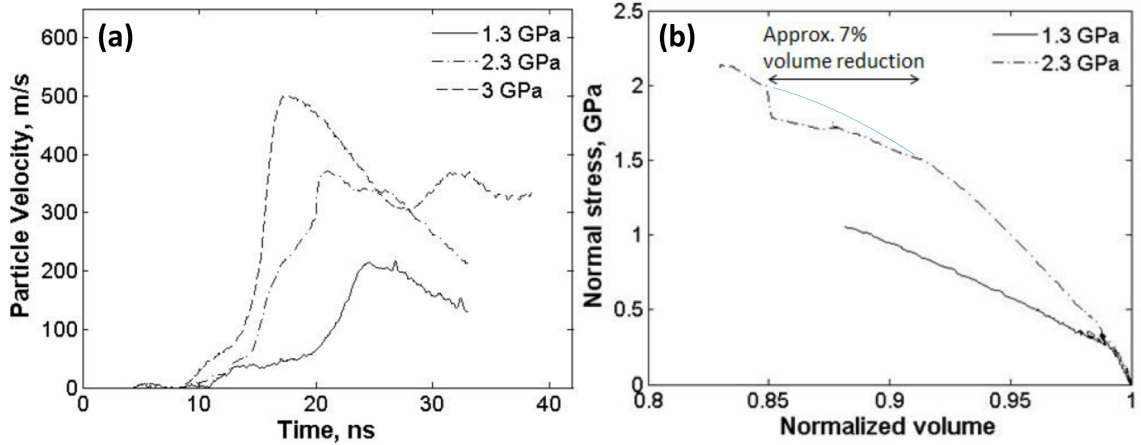 (a)
1.3 GPa
2.3 GPa
3 GPa
Particle Velocity, m/s
600
500
400
300
200
100
0
0 10 20 30 40
Time, ns
(b)
Approx. 7%
volume reduction
1.3 GPa
2.3 GPa
Normal stress, GPa
2.5
2
1.5
1
0.5
0
0.8 0.85 0.9 0.95 1
Normalized volume